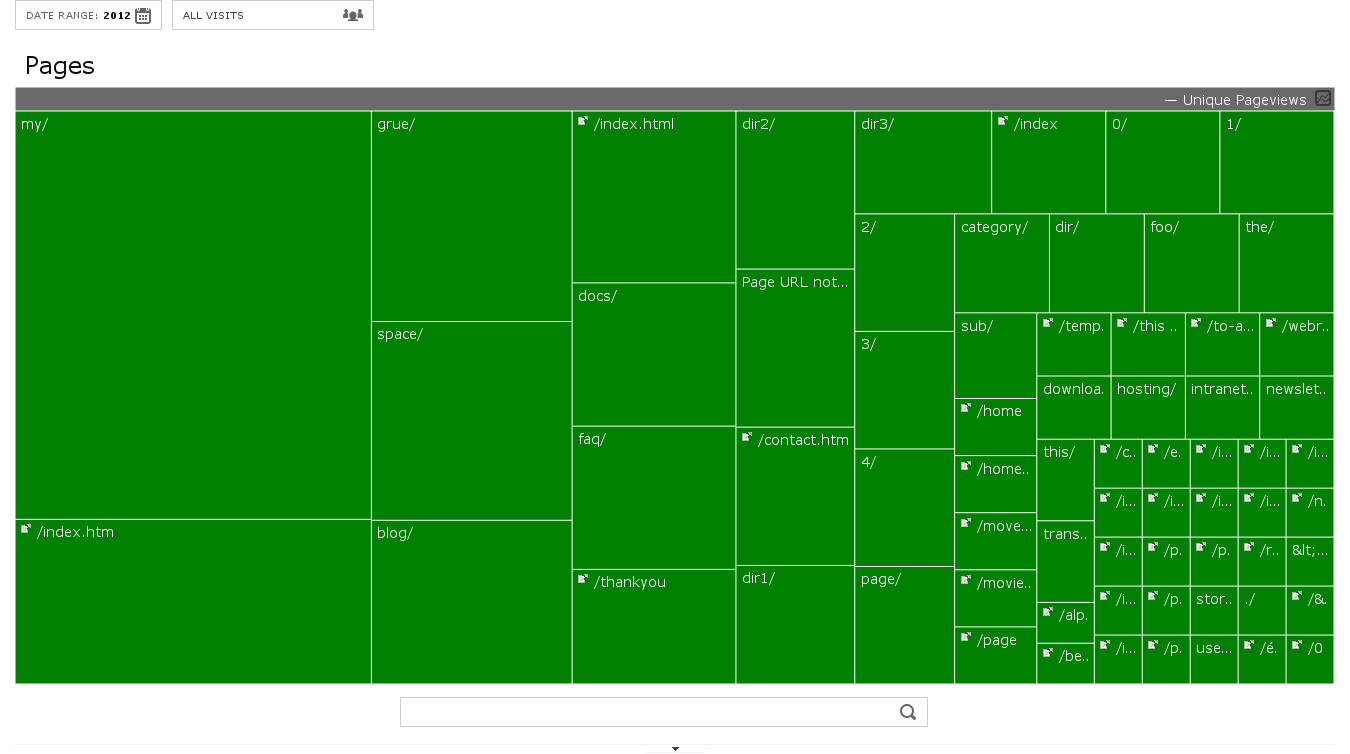 DATE RANGE: 2012
ALL VISITS
Pages
— Unique Pageviews
my/
grue/
/index.html
dir2/
dir3/
/index
0/
1/
2/
category/
dir/
foo/
the/
Page URL not...
docs/
space/
3/
sub/
/temp.
/this ..
/to-a...
/webr..
downloa.
hosting/
intranet..
newslet..
/home
faq/
/contact.htm
4/
/home..
this/
/c..
/e.
/i...
/i...
/i...
/i...
/i...
/i...
/i...
/n.
/index.htm
blog/
/move...
trans..
/i...
/p.
/p.
/r..
&lt;...
/thankyou
dir1/
page/
/movie..
/alp.
/i...
/p.
stor..
./
/&.
/page
/be..
/i...
/p.
use...
/é.
/0